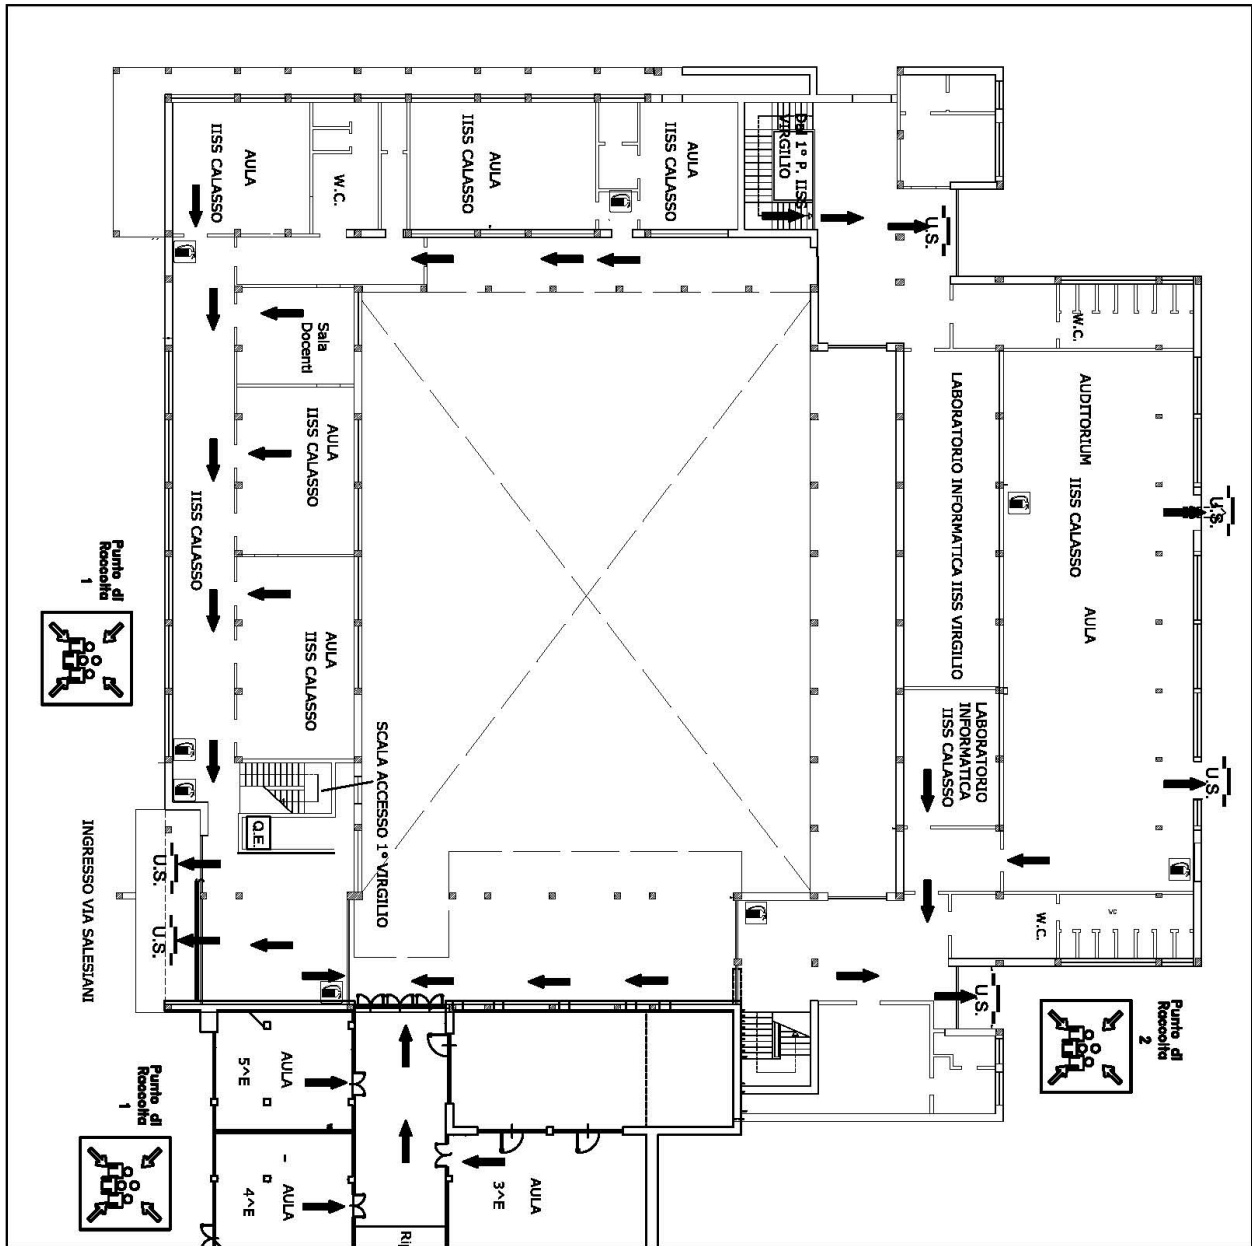 AULA
IISS CALASSO
W.C.
AULA
IISS CALASSO
AULA
IISS CALASSO
Dal 1° P. IISS
VIRGILIO
U.S.
W.C.
Sala
Docenti
AULA
IISS CALASSO
IISS CALASSO
AULA
IISS CALASSO
LABORATORIO INFORMATICA IISS VIRGILIO
AUDITORIUM IISS CALASSO
AULA
U.S.
U.S.
LABORATORIO
INFORMATICA
IISS CALASSO
Punto di
Raccolta
1
SCALA ACCESSO 1° VIRGILIO
Q.E.
U.S.
U.S.
INGRESSO VIA SALESIANI
W.C.
WC
U.S.
Punto di
Raccolta
2
AULA
5^E
Punto di
Raccolta
1
AULA
4^E
AULA
3^E